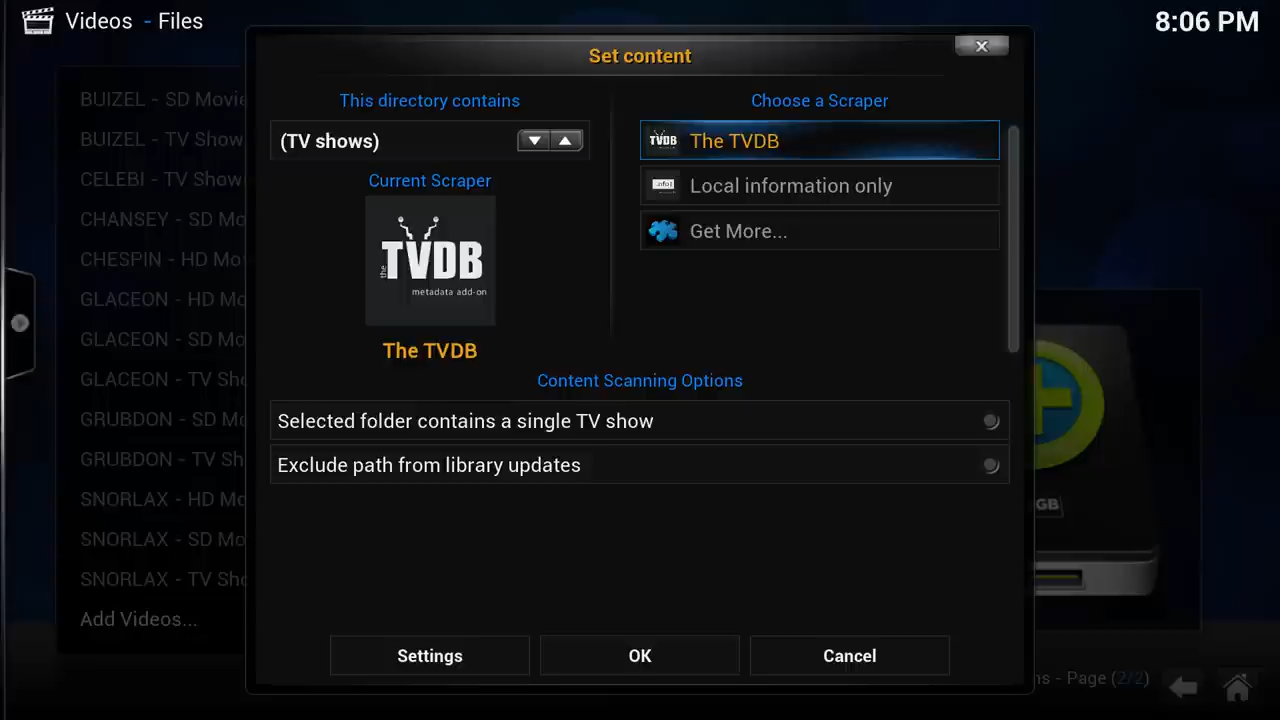 Videos - Files
8:06 PM
BUIZEL - SD Movie
BUIZEL - TV Show
CELEBI - TV Show
CHANSEY - SD Mo
CHESPIN - HD Mo
GLACEON - HD Mo
GLACEON - SD Mo
GLACEON - TV Sho
GRUBDON - SD Mo
GRUBDON - TV Sh
SNORLAX - HD Mo
SNORLAX - SD Mo
SNORLAX - TV Sho
Add Videos...
Set content
This directory contains
(TV shows)
Current Scraper
the TVDB
metadata add-on
The TVDB
Choose a Scraper
TVDB
The TVDB
Local information only
Get More...
Content Scanning Options
Selected folder contains a single TV show
Exclude path from library updates
Settings
OK
Cancel
GB
ns - Page (2/2)